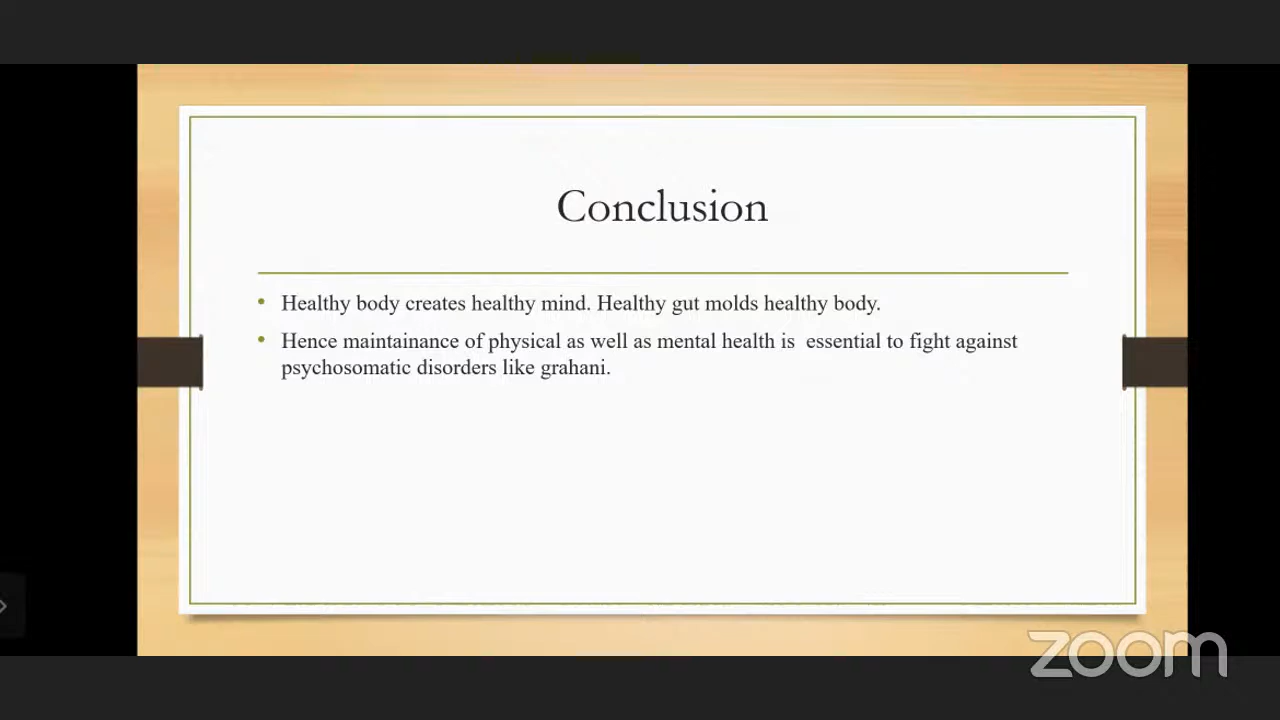 Conclusion
• Healthy body creates healthy mind. Healthy gut molds healthy body.
• Hence maintainance of physical as well as mental health is  essential to fight against
psychosomatic disorders like grahani.
zoom